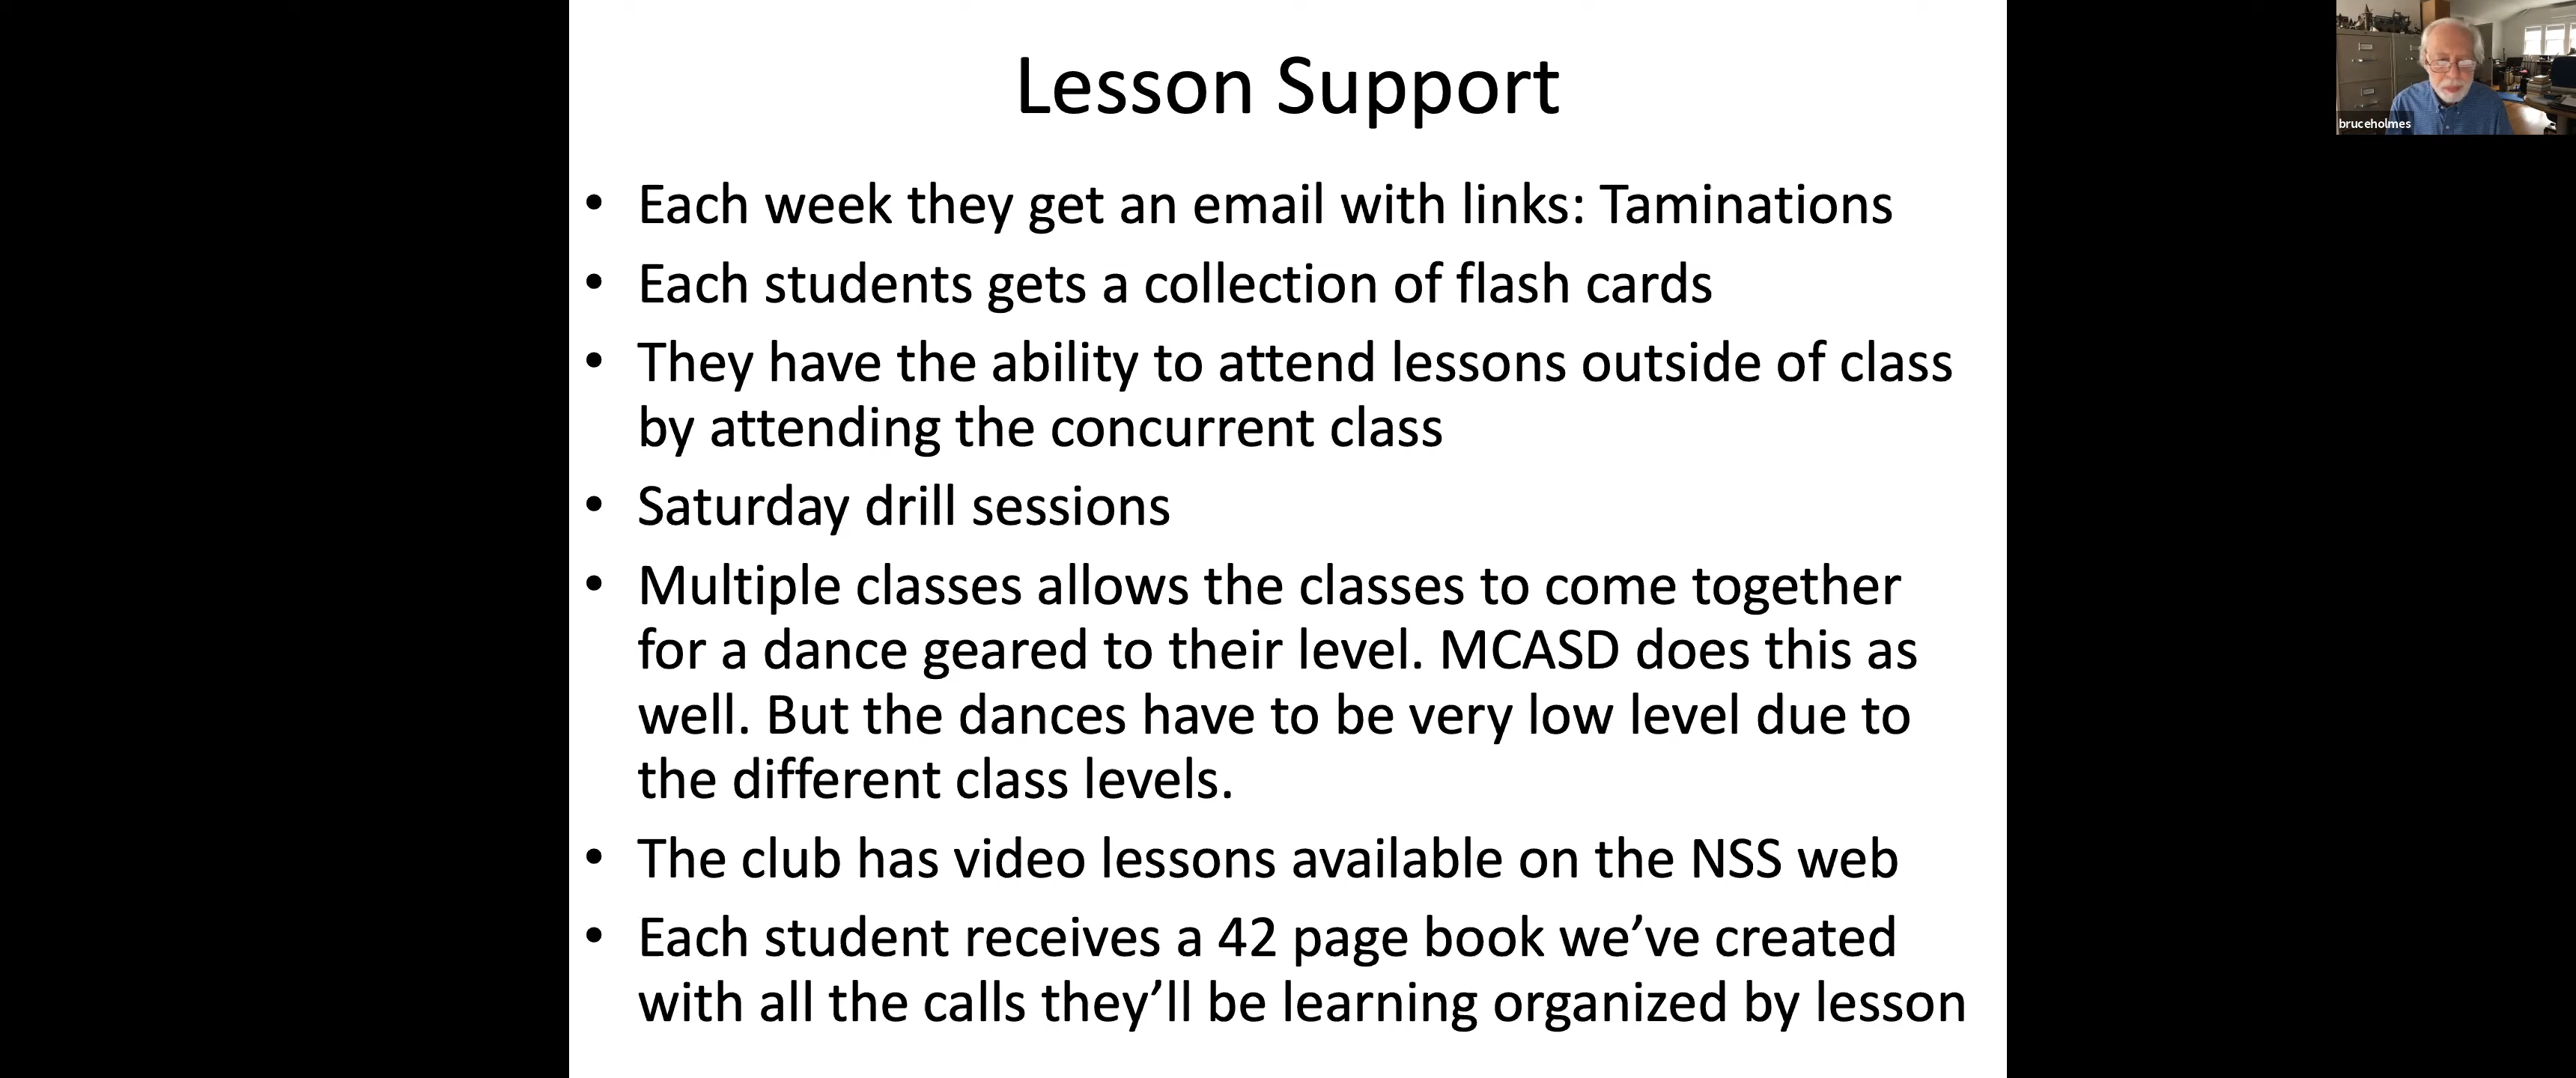 Lesson Support
• Each week they get an email with links: Taminations
• Each students gets a collection of flash cards
• They have the ability to attend lessons outside of class
by attending the concurrent class
• Saturday drill sessions
• Multiple classes allows the classes to come together
for a dance geared to their level. MCASD does this as
well. But the dances have to be very low level due to
the different class levels.
• The club has video lessons available on the NSS web
• Each student receives a 42 page book we’ve created
with all the calls they’ll be learning organized by lesson
bruceholmes